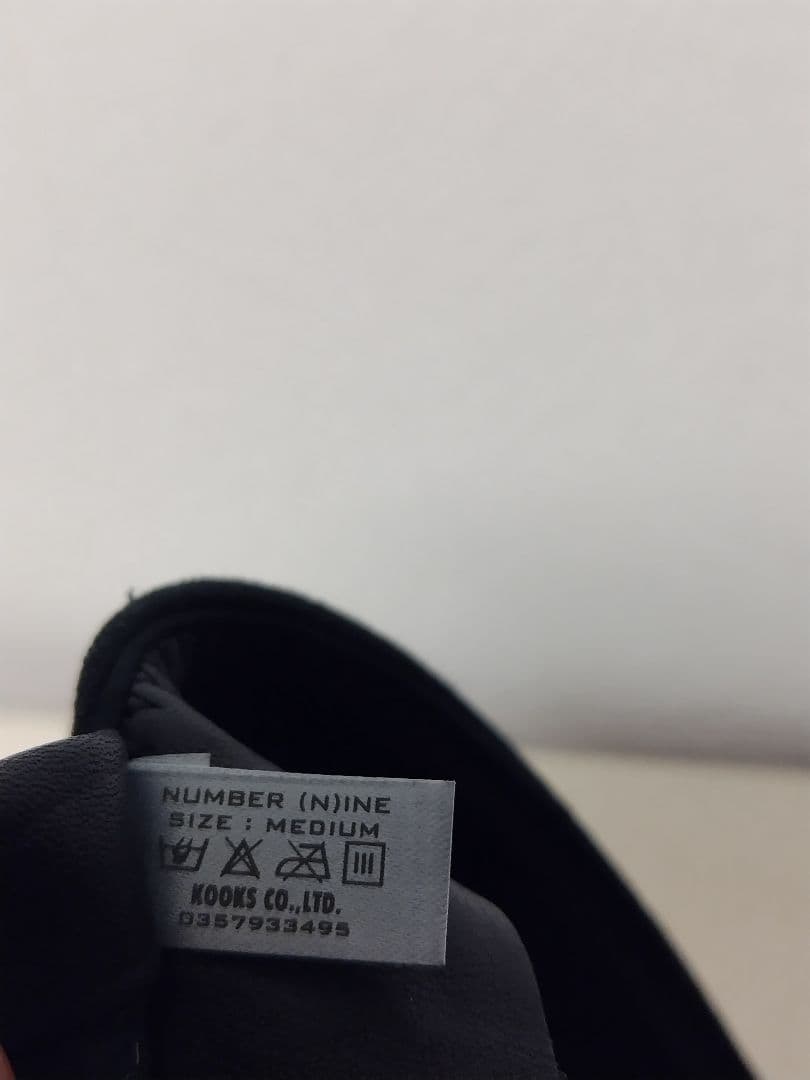 NUMBER (N)INE
SIZE : MEDIUM
KOOKS CO.,LTD.
0357933495